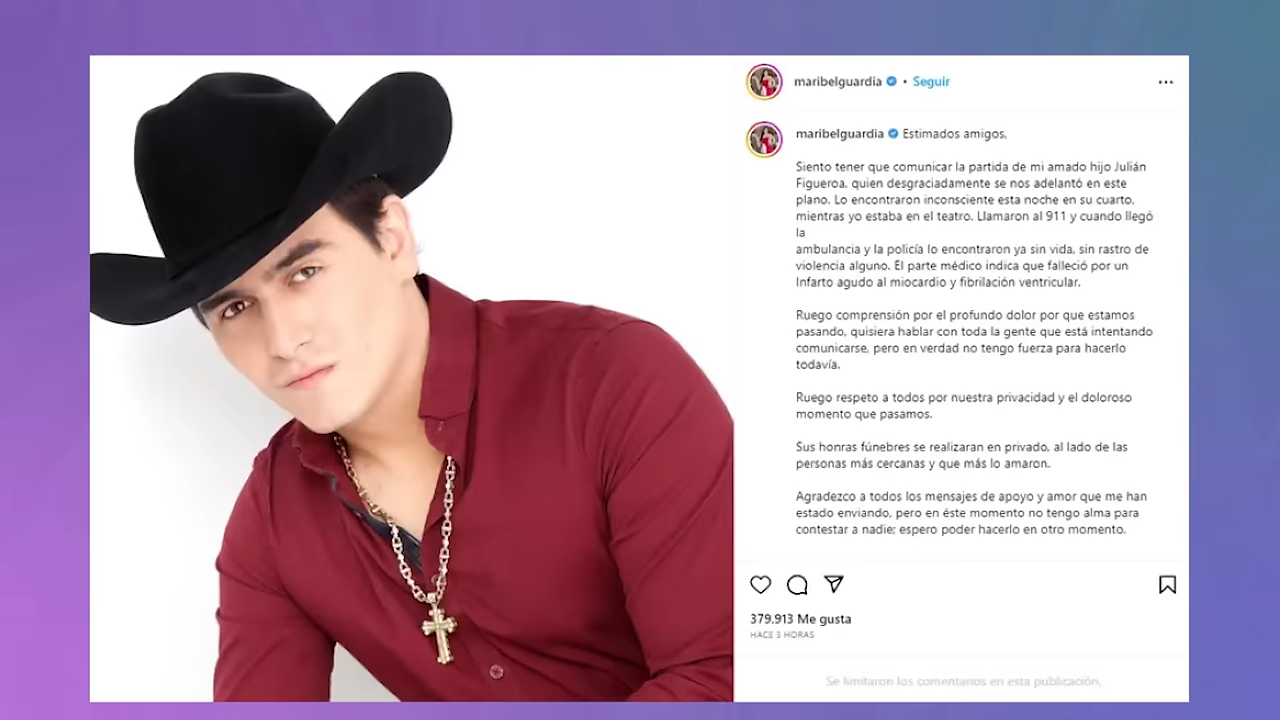 maribelguardia • Seguir
maribelguardia Estimados amigos,
Siento tener que comunicar la partida de mi amado hijo Julián
Figueroa, quien desgraciadamente se nos adelantó en este
plano. Lo encontraron inconsciente esta noche en su cuarto,
mientras yo estaba en el teatro. Llamaron al 911 y cuando llegó
la
ambulancia y la policía lo encontraron ya sin vida, sin rastro de
violencia alguno. El parte médico indica que falleció por un
Infarto agudo al miocardio y fibrilación ventricular.
Ruego comprensión por el profundo dolor por que estamos
pasando, quisiera hablar con toda la gente que está intentando
comunicarse, pero en verdad no tengo fuerza para hacerlo
todavía.
Ruego respeto a todos por nuestra privacidad y el doloroso
momento que pasamos.
Sus honras fúnebres se realizaran en privado, al lado de las
personas más cercanas y que más lo amaron.
Agradezco a todos los mensajes de apoyo y amor que me han
estado enviando, pero en éste momento no tengo alma para
contestar a nadie; espero poder hacerlo en otro momento.
379.913 Me gusta
HACE 3 HORAS
Se limitaron los comentarios en esta publicación.